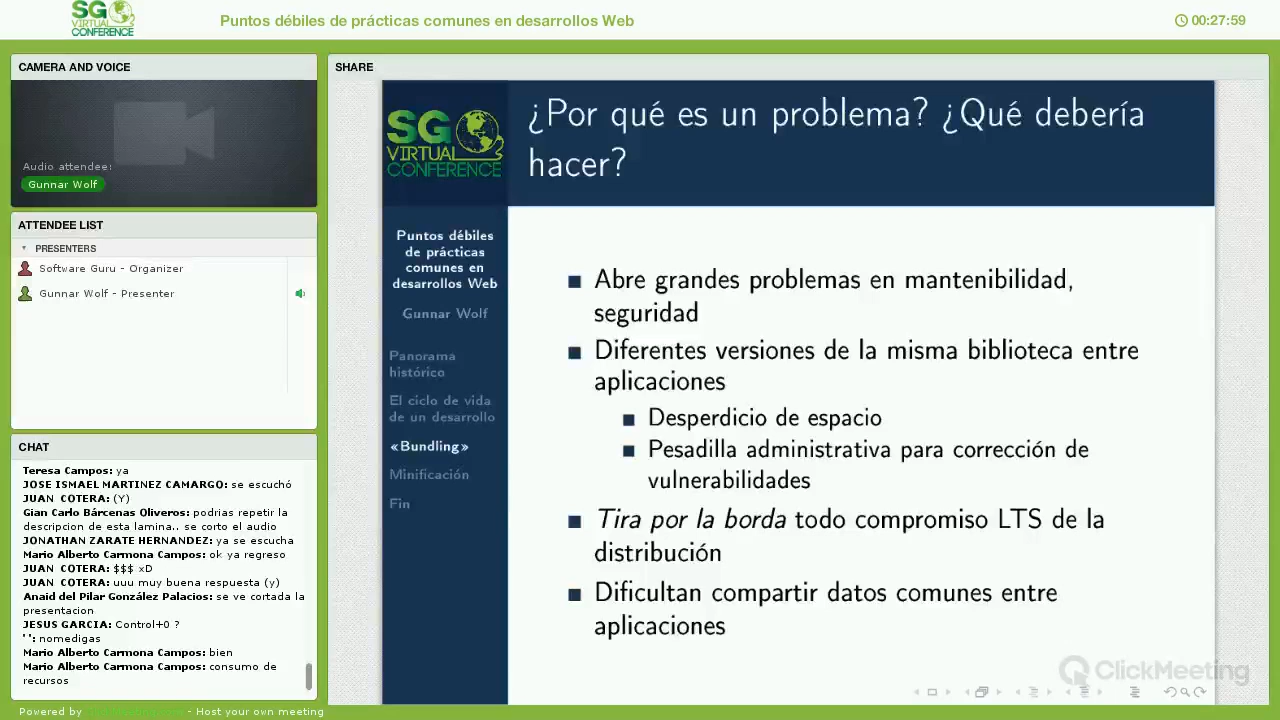 SG
VIRTUAL
CONFERENCE
Puntos débiles de prácticas comunes en desarrollos Web
00:27:59
CAMERA AND VOICE
Audio attendee:
Gunnar Wolf
ATTENDEE LIST
PRESENTERS
Software Guru - Organizer
Gunnar Wolf - Presenter
CHAT
Teresa Campos: ya
JOSE ISMAEL MARTINEZ CAMARGO: se escuchó
JUAN COTERA: (Y)
Gian Carlo Bárcenas Oliveros: podrias repetir la
descripcion de esta lamina.. se corto el audio
JONATHAN ZARATE HERNANDEZ: ya se escucha
Mario Alberto Carmona Campos: ok ya regreso
JUAN COTERA: $$$ xD
JUAN COTERA: uuu muy buena respuesta (y)
Anaid del Pilar González Palacios: se ve cortada la
presentacion
JESUS GARCIA: Control+0 ?
' ': nomedigas
Mario Alberto Carmona Campos: bien
Mario Alberto Carmona Campos: consumo de
recursos
Powered by
- Host your own meeting
SHARE
SG
VIRTUAL
CONFERENCE
¿Por qué es un problema? ¿Qué debería
hacer?
Puntos débiles
de prácticas
comunes en
desarrollos Web
Gunnar Wolf
Panorama
histórico
El ciclo de vida
de un desarrollo
«Bundling»
Minificación
Fin
Abre grandes problemas en mantenibilidad,
seguridad
Diferentes versiones de la misma biblioteca entre
aplicaciones
Desperdicio de espacio
Pesadilla administrativa para corrección de
vulnerabilidades
Tira por la borda todo compromiso LTS de la
distribución
Dificultan compartir datos comunes entre
aplicaciones
ClickMeeting